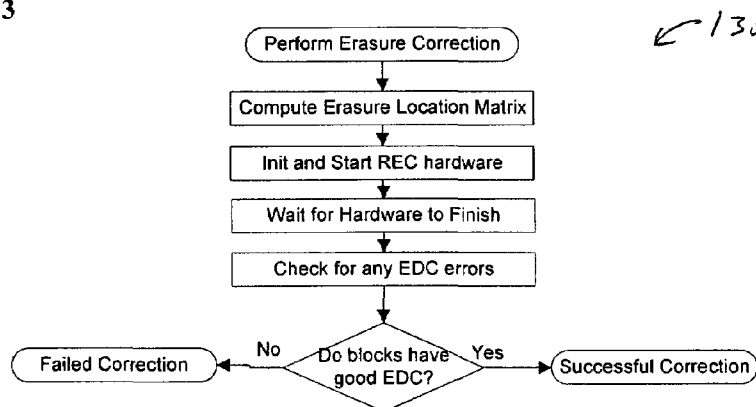 3
Perform Erasure Correction
Compute Erasure Location Matrix
Init and Start REC hardware
Wait for Hardware to Finish
Check for any EDC errors
No
Do blocks have
good EDC?
Yes
Failed Correction
Successful Correction